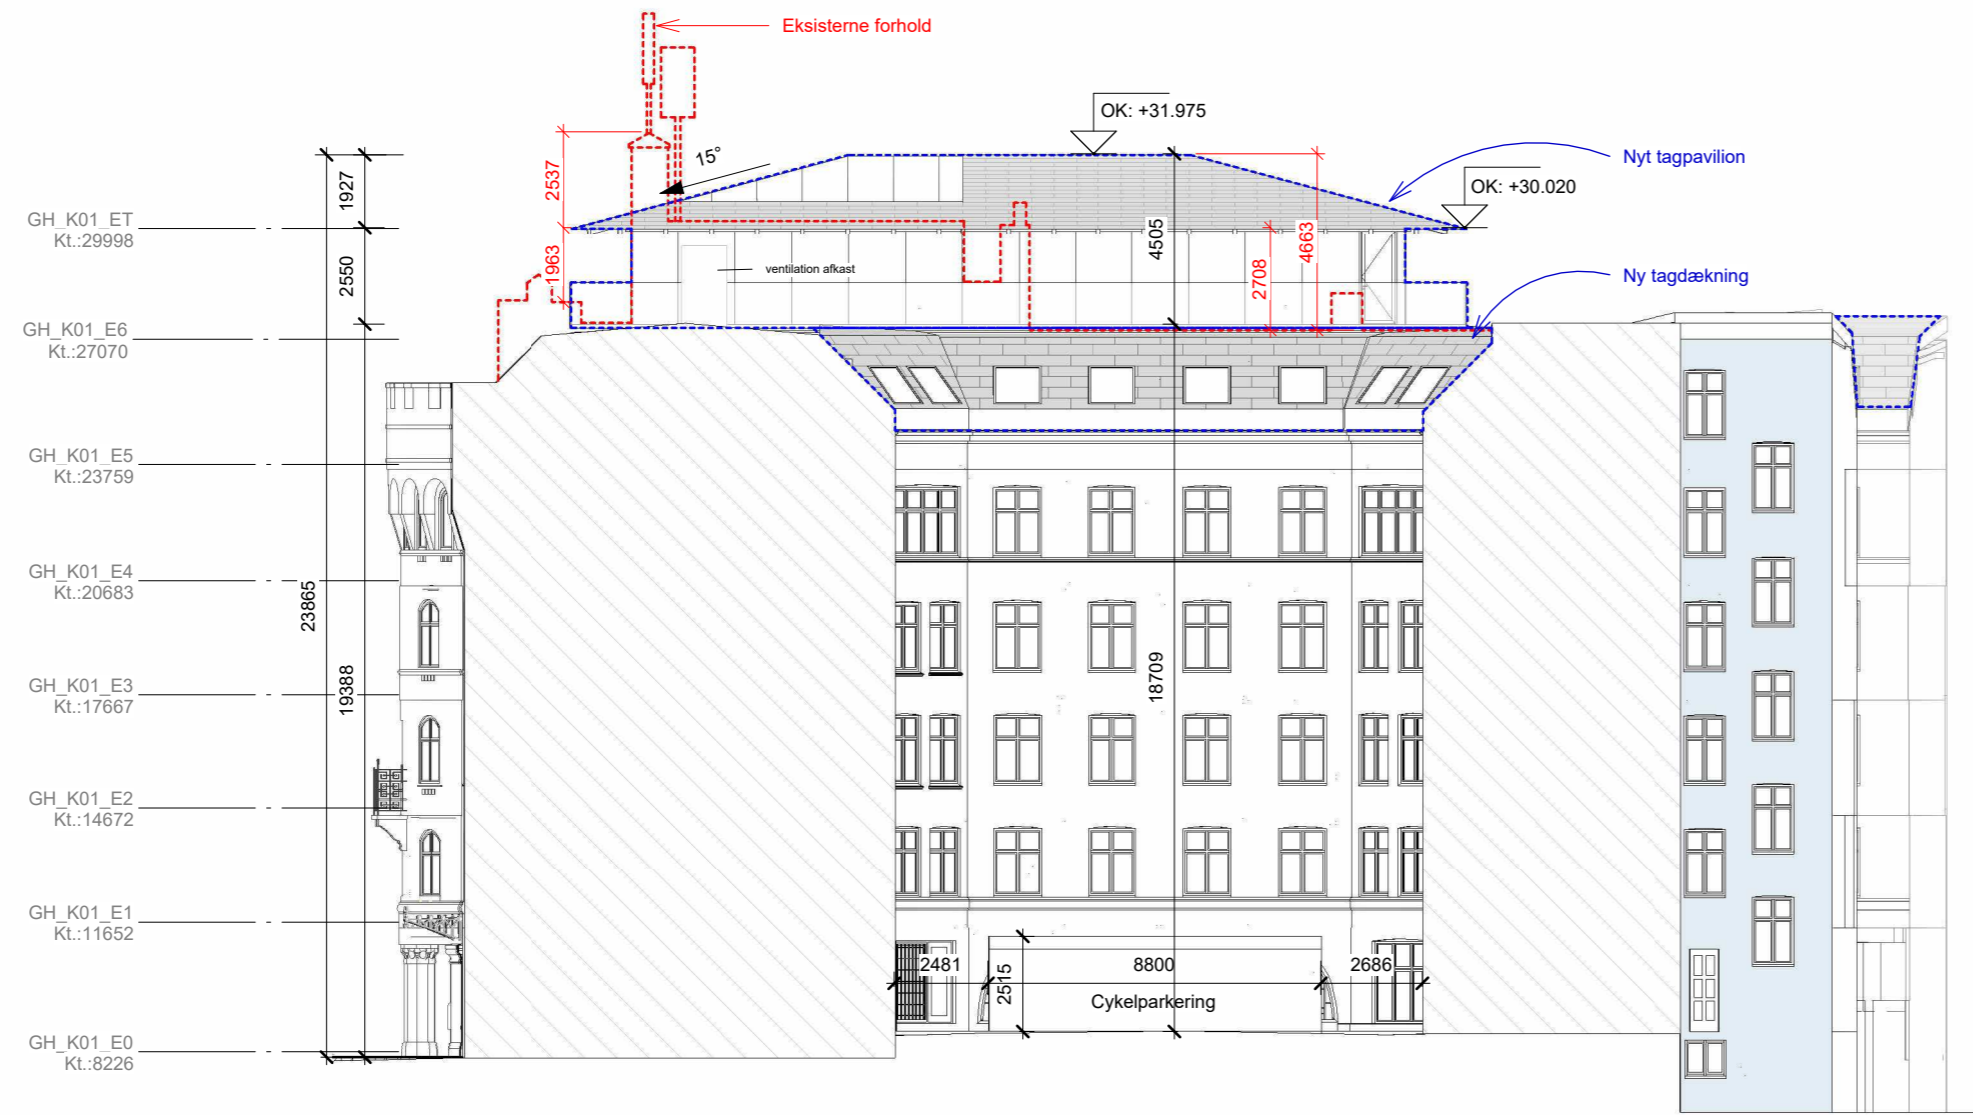 Eksisterne forhold
OK: +31.975
15°
Nyt tagpavilion
OK: +30.020
2537
1927
GH_K01_ET
Kt.:29998
4505
4663
1963
2550
2708
ventilation afkast
Ny tagdækning
GH_K01_E6
Kt.:27070
GH_K01_E5
Kt.:23759
GH_K01_E4
Kt.:20683
23865
19388
18709
GH_K01_E3
Kt.:17667
GH_K01_E2
Kt.:14672
GH_K01_E1
Kt.:11652
2481
2515
8800
2686
Cykelparkering
GH_K01_E0
Kt.:8226